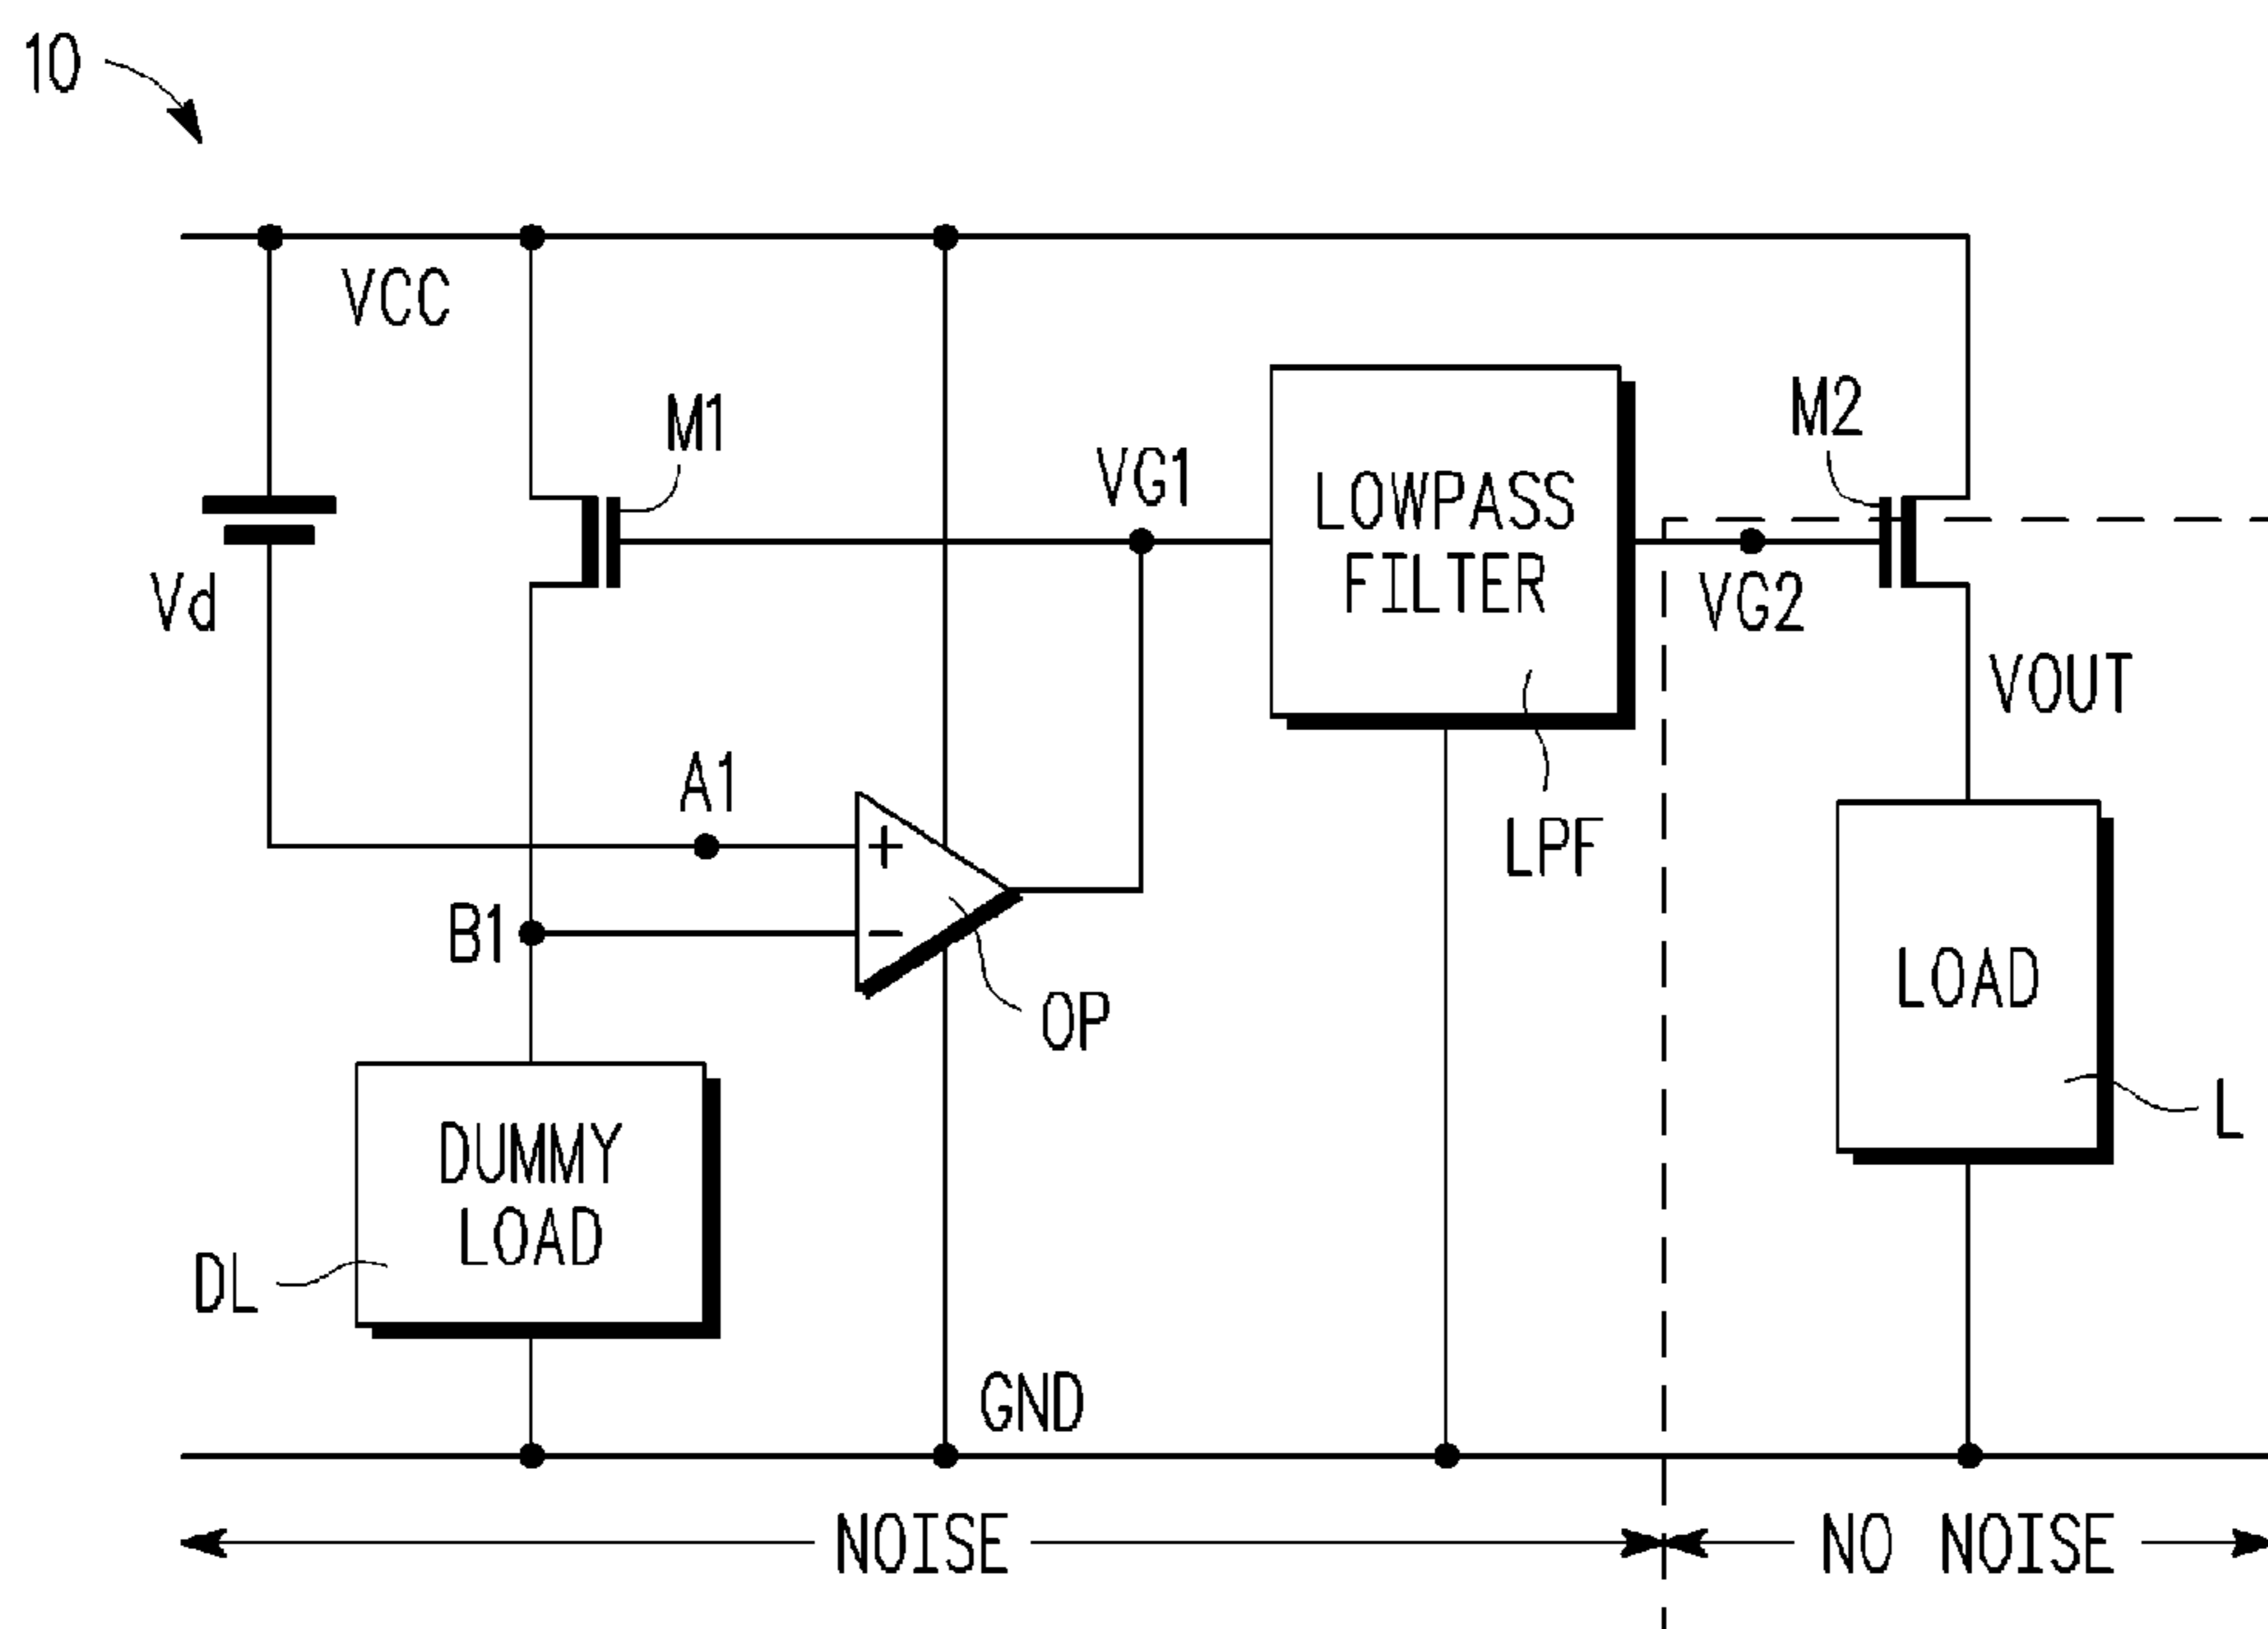 10
VCC
M1
M2
VG1
LOWPASS
FILTER
Vd
VG2
VOUT
A1
+
LPF
B1
−
LOAD
OP
L
DUMMY
LOAD
DL
GND
NOISE
NO NOISE